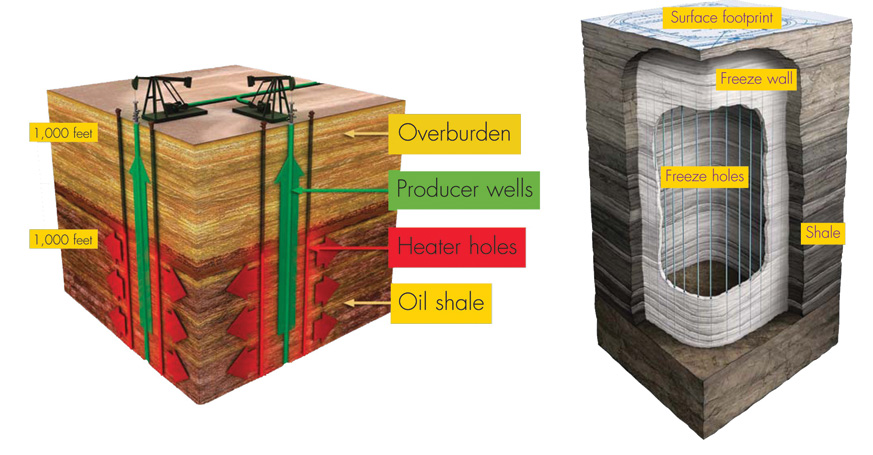 1,000 feet
1,000 feet
Overburden
Producer wells
Heater holes
Oil shale
Surface footprint
Freeze wall
Freeze holes
Shale